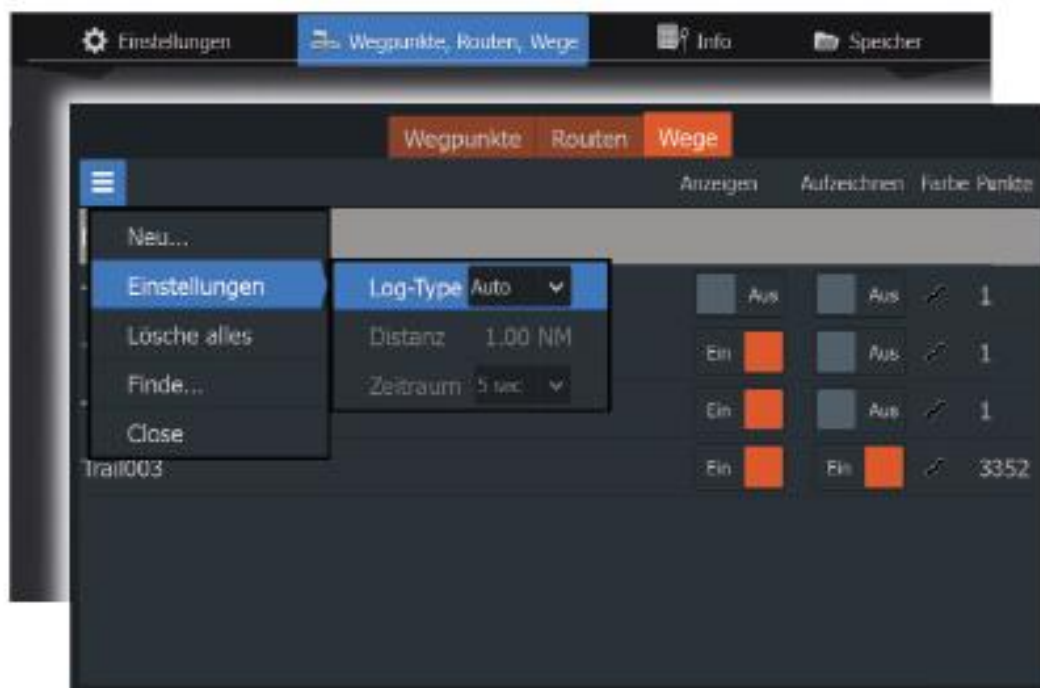 Einstellungen Wegpunkte, Routen, Wege Info Speicher
Wegpunkte Routen Wege
Anzeigen Aufzeichnen Farbe Punkte
Neu...
Einstellungen Log-Type Auto Aus Aus 1
Lösche alles Distanz 1.00 NM Ein Aus 1
Finde... Zeitraum 5 sec Ein Aus 1
Close
Trail003 Ein Ein 3352